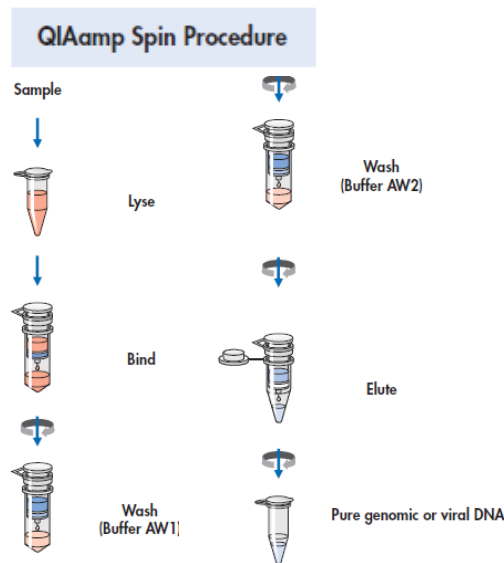 QIAamp Spin Procedure
Sample
Lyse
Bind
Wash
(Buffer AW1)
Wash
(Buffer AW2)
Elute
Pure genomic or viral DNA